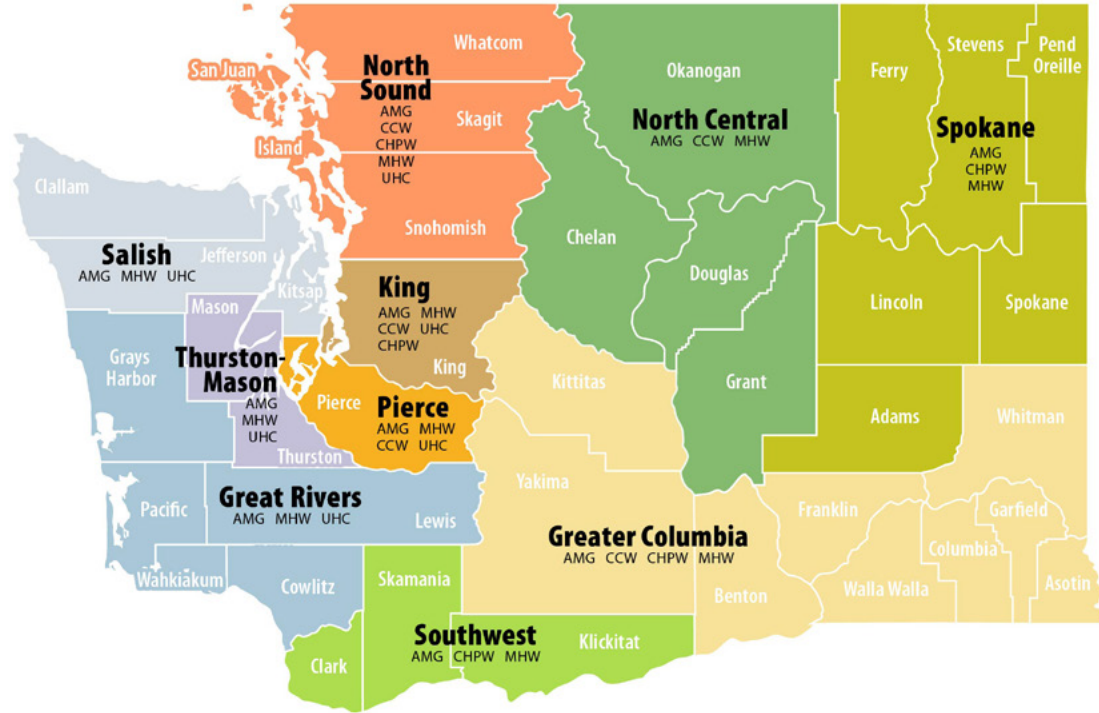 Whatcom
San Juan
North
Sound
AMG
CCW
CHPW
MHW
UHC
Skagit
Island
Snohomish
Okanogan
North Central
AMG CCW MHW
Chelan
Douglas
Grant
Ferry
Stevens
Pend
Oreille
Spokane
AMG
CHPW
MHW
Lincoln
Spokane
Adams
Clallam
Salish
AMG MHW UHC
Jefferson
Kitsap
King
AMG MHW
CCW UHC
CHPW
King
Mason
Thurston-
Mason
AMG
MHW
UHC
Thurston
Pierce
Pierce
AMG MHW
CCW UHC
Grays
Harbor
Pacific
Great Rivers
AMG MHW UHC
Lewis
Wahkiakum
Cowlitz
Kittitas
Yakima
Greater Columbia
AMG CCW CHPW MHW
Whitman
Franklin
Garfield
Columbia
Benton
Walla Walla
Asotin
Skamania
Southwest
AMG CHPW MHW
Klickitat
Clark